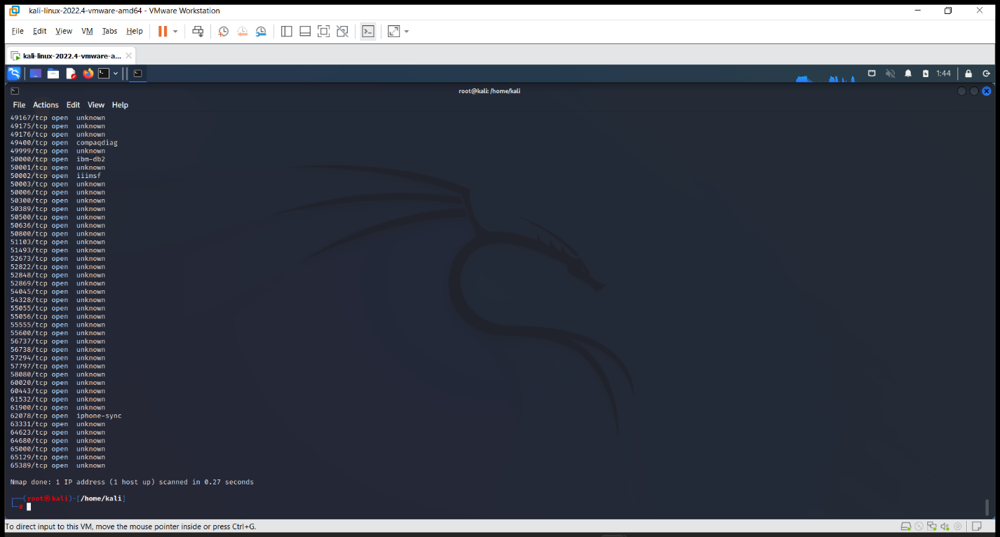 kali-linux-2022.4-vmware-amd64 - VMware Workstation
File Edit View VM Tabs Help
kali-linux-2022.4-vmware-a...
1:44
root@kali: /home/kali
File Actions Edit View Help
49167/tcp open unknown
49175/tcp open unknown
49176/tcp open unknown
49400/tcp open compaqdiag
49999/tcp open unknown
50000/tcp open ibm-db2
50001/tcp open unknown
50002/tcp open iiimsf
50003/tcp open unknown
50006/tcp open unknown
50300/tcp open unknown
50389/tcp open unknown
50500/tcp open unknown
50636/tcp open unknown
50800/tcp open unknown
51103/tcp open unknown
51493/tcp open unknown
52673/tcp open unknown
52822/tcp open unknown
52848/tcp open unknown
52869/tcp open unknown
54045/tcp open unknown
54328/tcp open unknown
55055/tcp open unknown
55056/tcp open unknown
55555/tcp open unknown
55600/tcp open unknown
56737/tcp open unknown
56738/tcp open unknown
57294/tcp open unknown
57797/tcp open unknown
58080/tcp open unknown
60020/tcp open unknown
60443/tcp open unknown
61532/tcp open unknown
61900/tcp open unknown
62078/tcp open iphone-sync
63331/tcp open unknown
64623/tcp open unknown
64680/tcp open unknown
65000/tcp open unknown
65129/tcp open unknown
65389/tcp open unknown
Nmap done: 1 IP address (1 host up) scanned in 0.27 seconds
┌──(root㉿kali)-[/home/kali]
└─#
To direct input to this VM, move the mouse pointer inside or press Ctrl+G.